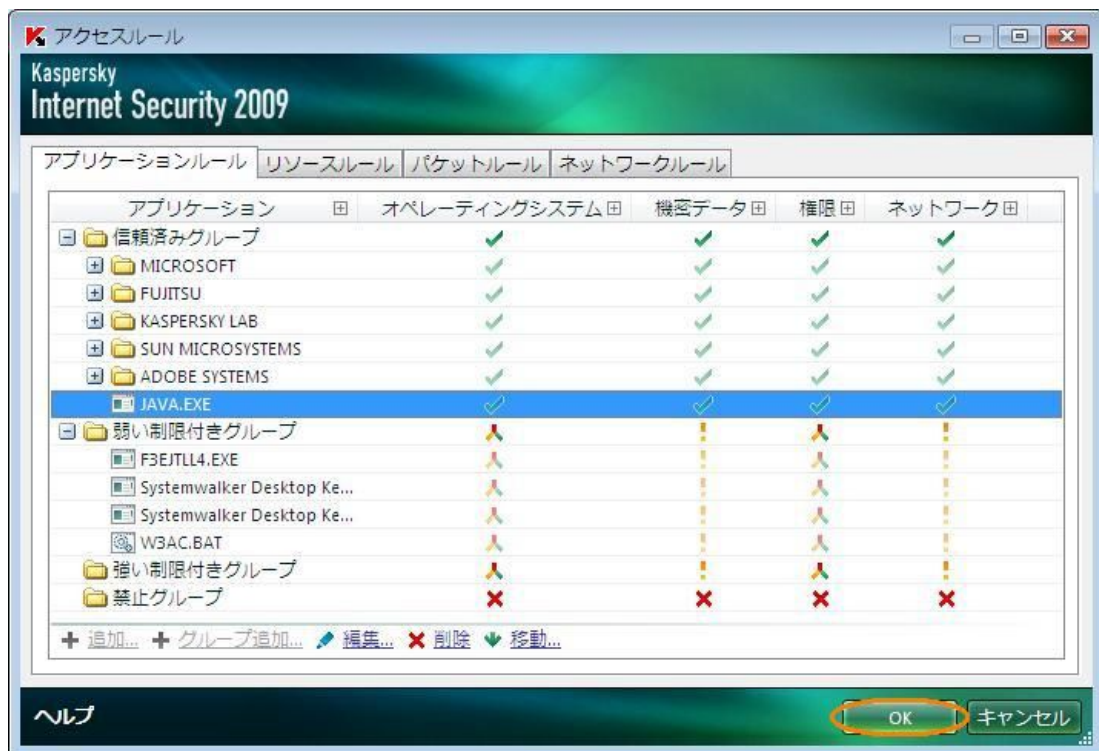 アクセスルール
Kaspersky
Internet Security 2009
アプリケーションルール リソースルール パケットルール ネットワークルール
アプリケーション オペレーティングシステム 機密データ 権限 ネットワーク
信頼済みグループ
MICROSOFT
FUJITSU
KASPERSKY LAB
SUN MICROSYSTEMS
ADOBE SYSTEMS
JAVA.EXE
弱い制限付きグループ
F3EJTLL4.EXE
Systemwalker Desktop Ke...
Systemwalker Desktop Ke...
W3AC.BAT
強い制限付きグループ
禁止グループ
追加... グループ追加... 編集... 削除 移動...
ヘルプ OK キャンセル